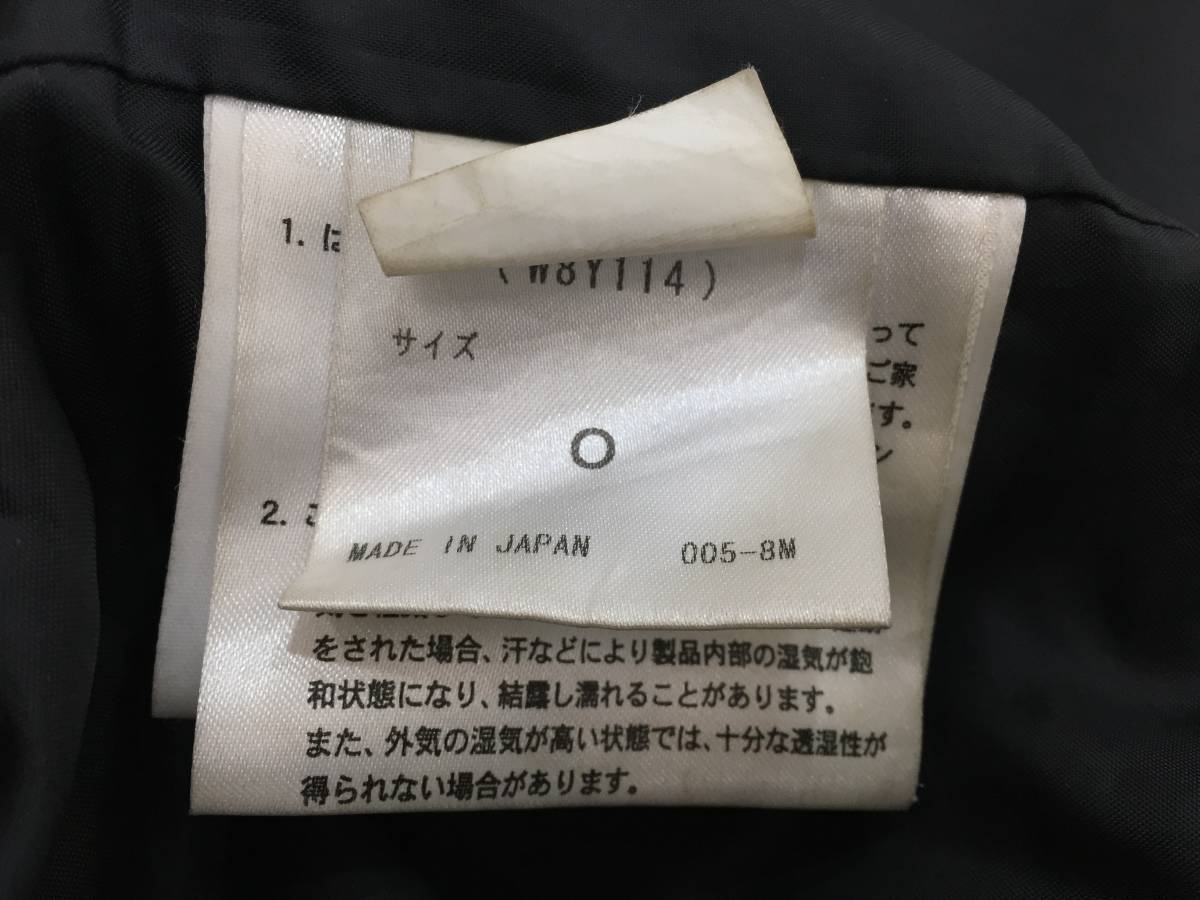 (W8Y114)
サイズ
O
MADE IN JAPAN 005-8M
1. は
って
ご家
す。
ン
2. こ
をされた場合、汗などにより製品内部の湿気が飽
和状態になり、結露し濡れることがあります。
また、外気の湿気が高い状態では、十分な透湿性が
得られない場合があります。